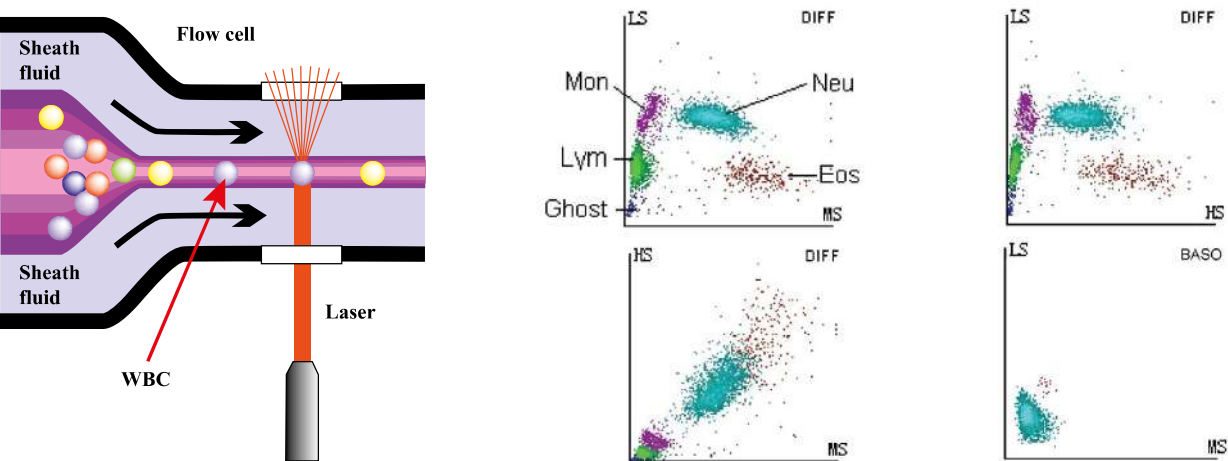 Sheath
fluid
Flow cell
Sheath
fluid
Laser
WBC
LS
DIFF
Mon
Neu
Lym
Eos
Ghost
MS
LS
DIFF
HS
HS
DIFF
MS
LS
BASO
MS